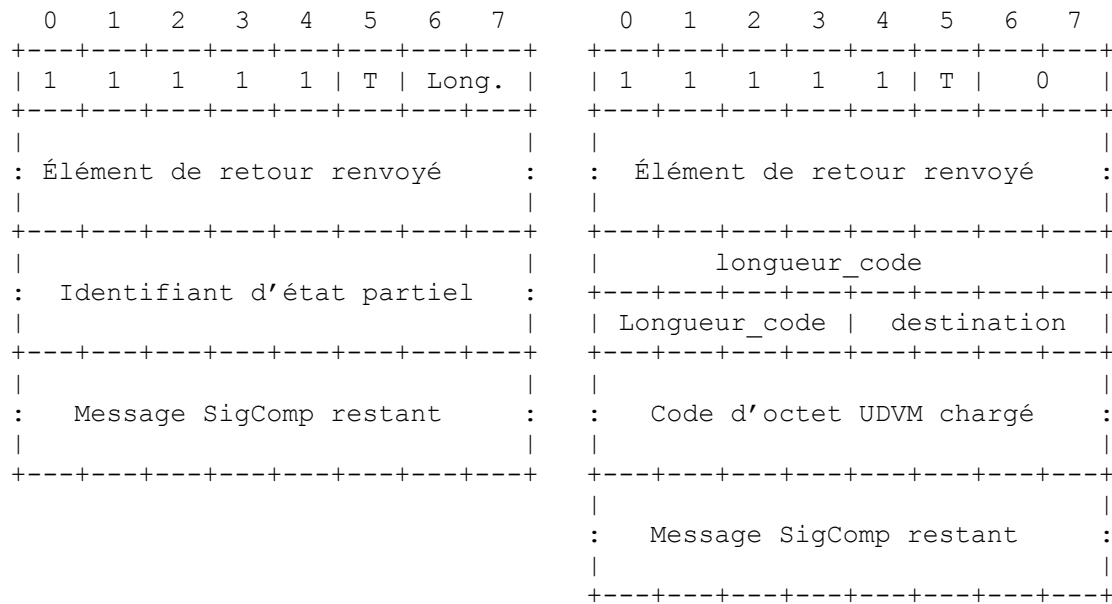 0   1   2   3   4   5   6   7       0   1   2   3   4   5   6   7
+---+---+---+---+---+---+---+---+   +---+---+---+---+---+---+---+---+
| 1   1   1   1   1 | T | Long. |   | 1   1   1   1   1 | T |   0   |
+---+---+---+---+---+---+---+---+   +---+---+---+---+---+---+---+---+
|                               |   |                               |
: Élément de retour renvoyé     :   :  Élément de retour renvoyé    :
|                               |   |                               |
+---+---+---+---+---+---+---+---+   +---+---+---+---+---+---+---+---+
|                               |   |       longueur_code           |
:  Identifiant d’état partiel   :   +---+---+---+---+---+---+---+---+
|                               |   | Longueur_code |  destination  |
+---+---+---+---+---+---+---+---+   +---+---+---+---+---+---+---+---+
|                               |   |                               |
:   Message SigComp restant     :   :   Code d’octet UDVM chargé    :
|                               |   |                               |
+---+---+---+---+---+---+---+---+   +---+---+---+---+---+---+---+---+
                                    |                               |
                                    :   Message SigComp restant     :
                                    |                               |
                                    +---+---+---+---+---+---+---+---+